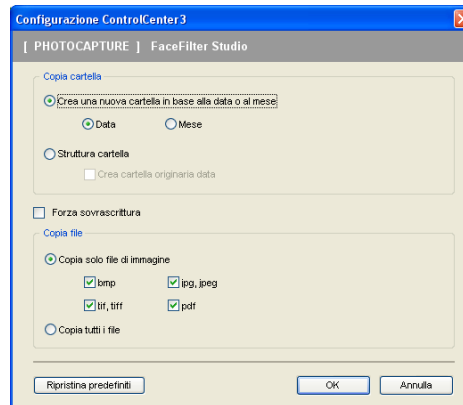 Configurazione ControlCenter3
[ PHOTOCAPTURE ] FaceFilter Studio
Copia cartella
Crea una nuova cartella in base alla data o al mese
Data Mese
Struttura cartella
Crea cartella originaria data
Forza sovrascrittura
Copia file
Copia solo file di immagine
bmp jpg, jpeg
tif, tiff pdf
Copia tutti i file
Ripristina predefiniti OK Annulla